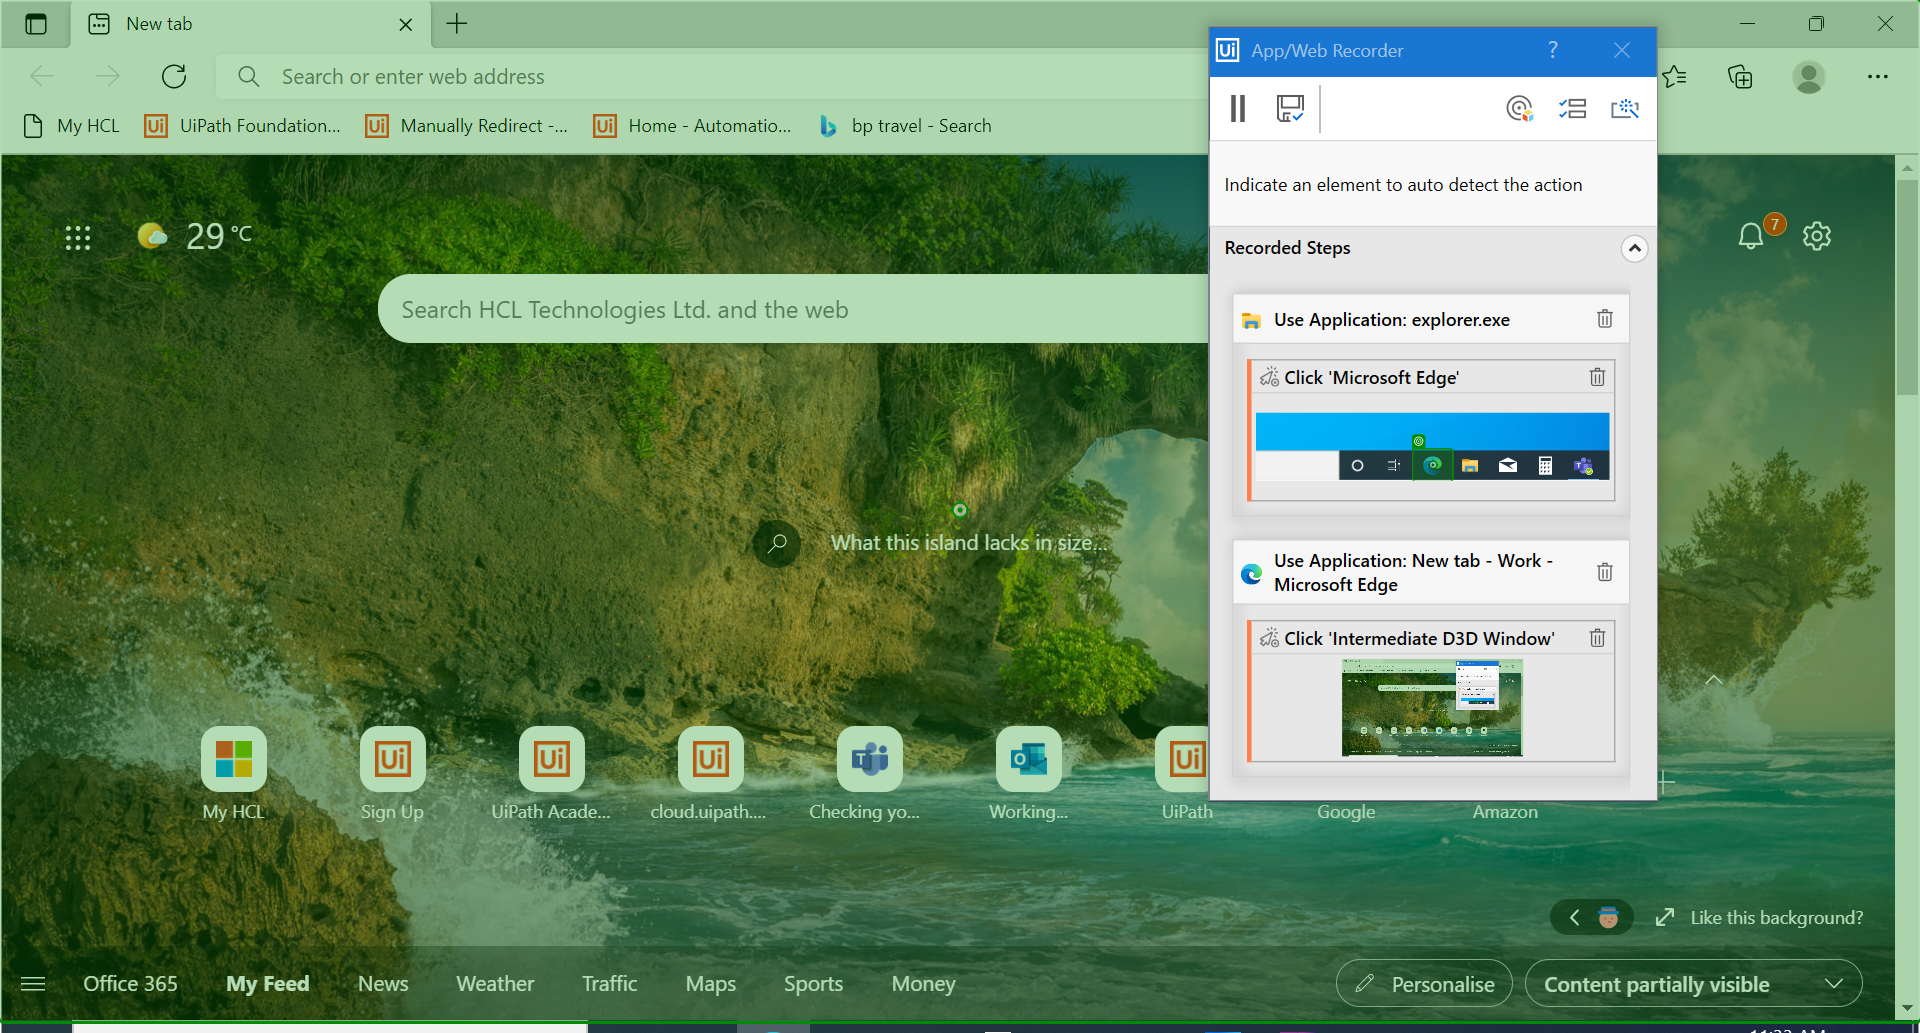 New tab
Search or enter web address
My HCL
UiPath Foundation...
Manually Redirect -...
Home - Automatio...
bp travel - Search
29 °C
7
Search HCL Technologies Ltd. and the web
What this island lacks in size...
My HCL
Sign Up
UiPath Acade...
cloud.uipath....
Checking yo...
Working...
UiPath
Google
Amazon
Like this background?
Office 365
My Feed
News
Weather
Traffic
Maps
Sports
Money
Personalise
Content partially visible
Ui App/Web Recorder ?
Indicate an element to auto detect the action
Recorded Steps
Use Application: explorer.exe
Click 'Microsoft Edge'
Use Application: New tab - Work -
Microsoft Edge
Click 'Intermediate D3D Window'